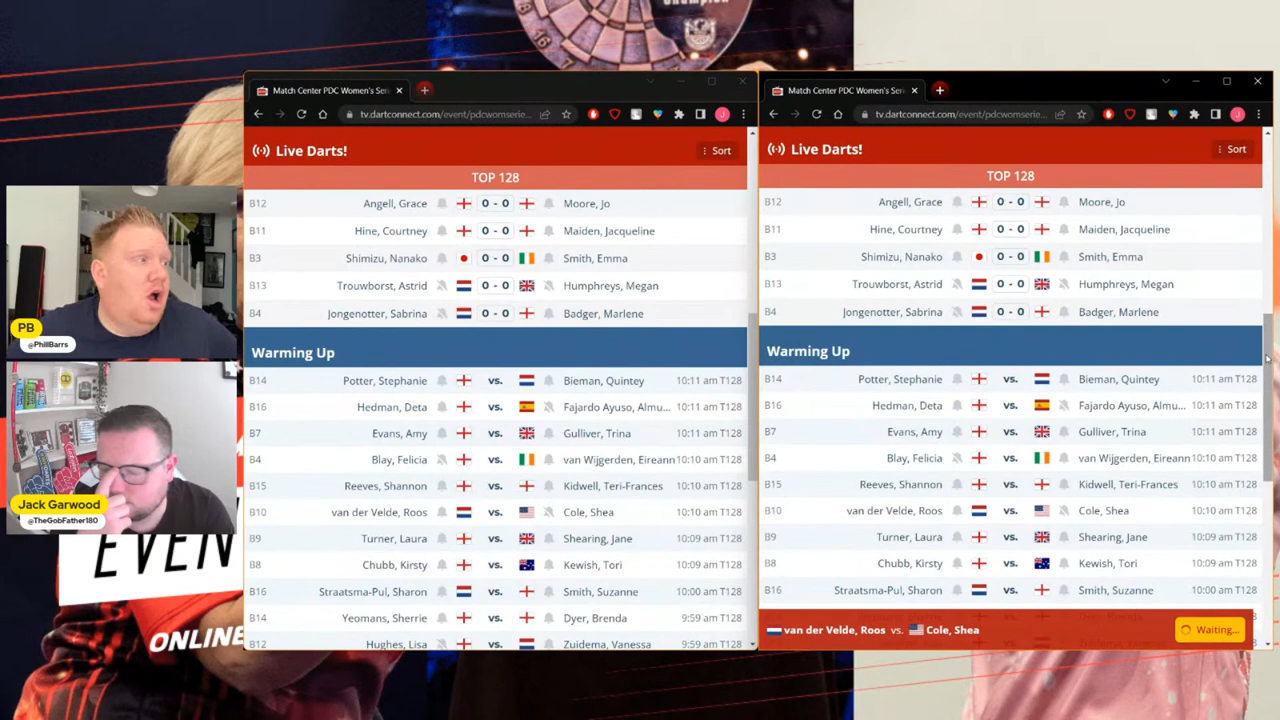 Champion
16
7
Match Center PDC Women's Seri
tv.dartconnect.com/event/pdcwomserie...
J
Live Darts!
Sort
TOP 128
B12 Angell, Grace 0 - 0 Moore, Jo
B11 Hine, Courtney 0 - 0 Maiden, Jacqueline
B3 Shimizu, Nanako 0 - 0 Smith, Emma
B13 Trouwborst, Astrid 0 - 0 Humphreys, Megan
B4 Jongenotter, Sabrina 0 - 0 Badger, Marlene
Warming Up
B14 Potter, Stephanie vs. Bieman, Quintey 10:11 am T128
B16 Hedman, Deta vs. Fajardo Ayuso, Almu... 10:11 am T128
B7 Evans, Amy vs. Gulliver, Trina 10:11 am T128
B4 Blay, Felicia vs. van Wijgerden, Eireann 10:10 am T128
B15 Reeves, Shannon vs. Kidwell, Teri-Frances 10:10 am T128
B10 van der Velde, Roos vs. Cole, Shea 10:10 am T128
B9 Turner, Laura vs. Shearing, Jane 10:09 am T128
B8 Chubb, Kirsty vs. Kewish, Tori 10:09 am T128
B16 Straatsma-Pul, Sharon vs. Smith, Suzanne 10:00 am T128
B14 Yeomans, Sherrie vs. Dyer, Brenda 9:59 am T128
B12 Hughes, Lisa vs. Zuidema, Vanessa 9:59 am T128
Match Center PDC Women's Seri
tv.dartconnect.com/event/pdcwomserie...
J
Live Darts!
Sort
TOP 128
B12 Angell, Grace 0 - 0 Moore, Jo
B11 Hine, Courtney 0 - 0 Maiden, Jacqueline
B3 Shimizu, Nanako 0 - 0 Smith, Emma
B13 Trouwborst, Astrid 0 - 0 Humphreys, Megan
B4 Jongenotter, Sabrina 0 - 0 Badger, Marlene
Warming Up
B14 Potter, Stephanie vs. Bieman, Quintey 10:11 am T128
B16 Hedman, Deta vs. Fajardo Ayuso, Almu... 10:11 am T128
B7 Evans, Amy vs. Gulliver, Trina 10:11 am T128
B4 Blay, Felicia vs. van Wijgerden, Eireann 10:10 am T128
B15 Reeves, Shannon vs. Kidwell, Teri-Frances 10:10 am T128
B10 van der Velde, Roos vs. Cole, Shea 10:10 am T128
B9 Turner, Laura vs. Shearing, Jane 10:09 am T128
B8 Chubb, Kirsty vs. Kewish, Tori 10:09 am T128
B16 Straatsma-Pul, Sharon vs. Smith, Suzanne 10:00 am T128
van der Velde, Roos vs. Cole, Shea Waiting...
PB
@PhillBarrs
Jack Garwood
@TheGobFather180
EVEN
ONLINE